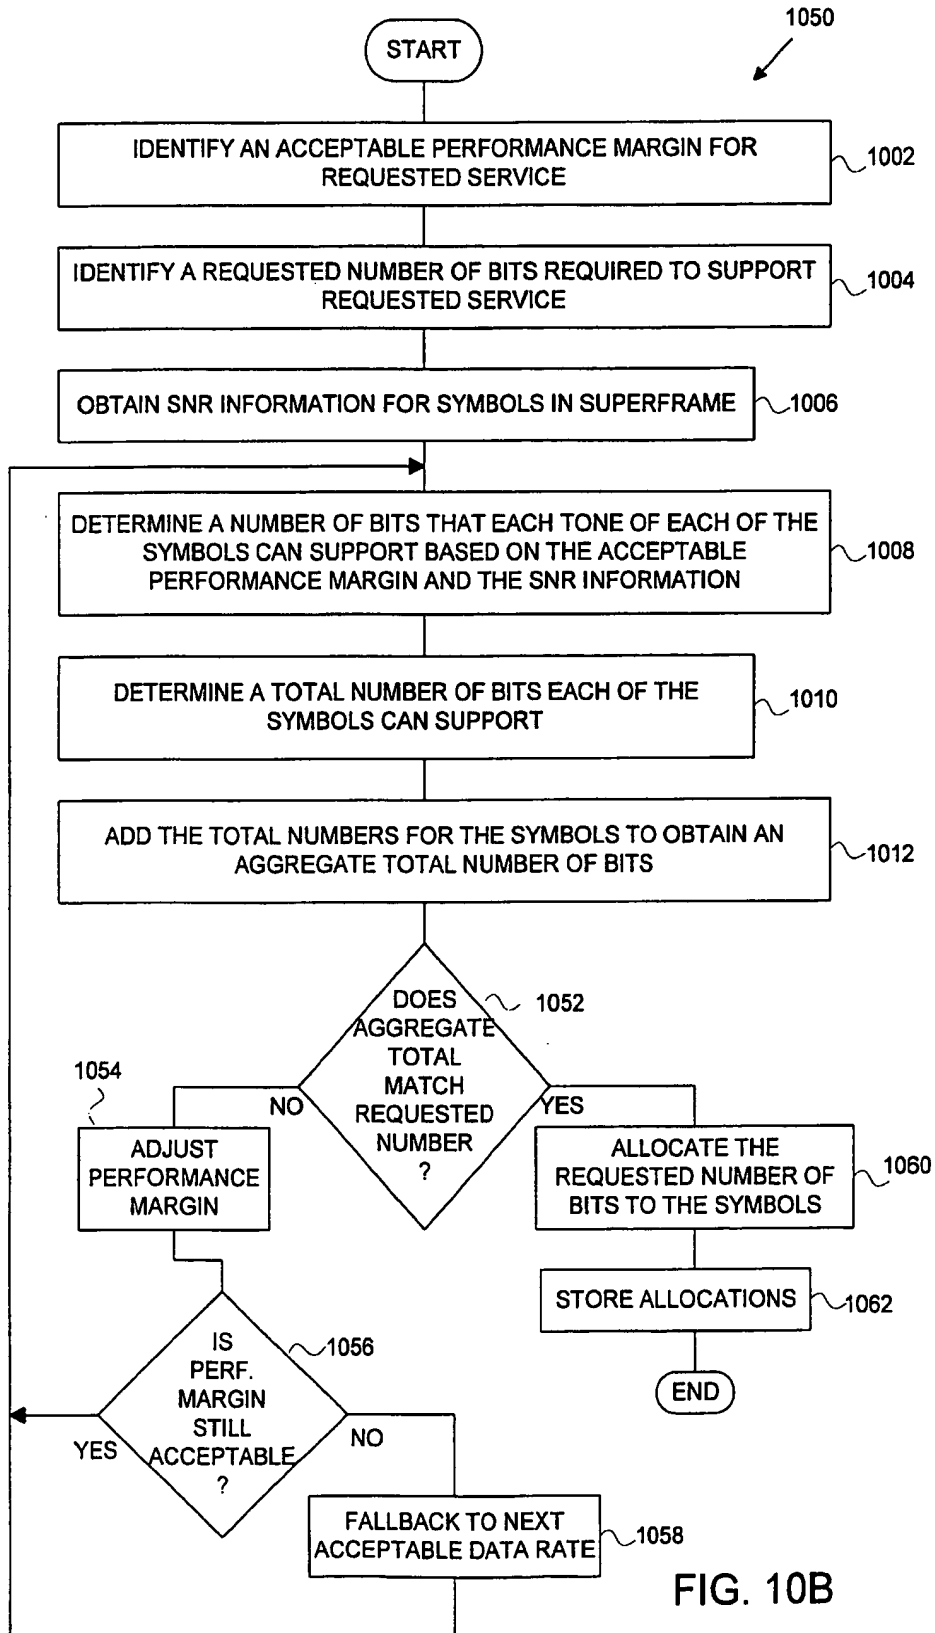 1050
START
IDENTIFY AN ACCEPTABLE PERFORMANCE MARGIN FOR
REQUESTED SERVICE
1002
IDENTIFY A REQUESTED NUMBER OF BITS REQUIRED TO SUPPORT
REQUESTED SERVICE
1004
OBTAIN SNR INFORMATION FOR SYMBOLS IN SUPERFRAME
1006
DETERMINE A NUMBER OF BITS THAT EACH TONE OF EACH OF THE
SYMBOLS CAN SUPPORT BASED ON THE ACCEPTABLE
PERFORMANCE MARGIN AND THE SNR INFORMATION
1008
DETERMINE A TOTAL NUMBER OF BITS EACH OF THE
SYMBOLS CAN SUPPORT
1010
ADD THE TOTAL NUMBERS FOR THE SYMBOLS TO OBTAIN AN
AGGREGATE TOTAL NUMBER OF BITS
1012
DOES
AGGREGATE
TOTAL
MATCH
REQUESTED
NUMBER
?
1052
NO
YES
1054
ADJUST
PERFORMANCE
MARGIN
ALLOCATE THE
REQUESTED NUMBER OF
BITS TO THE SYMBOLS
1060
STORE ALLOCATIONS
1062
END
IS
PERF.
MARGIN
STILL
ACCEPTABLE
?
1056
YES
NO
FALLBACK TO NEXT
ACCEPTABLE DATA RATE
1058
FIG. 10B